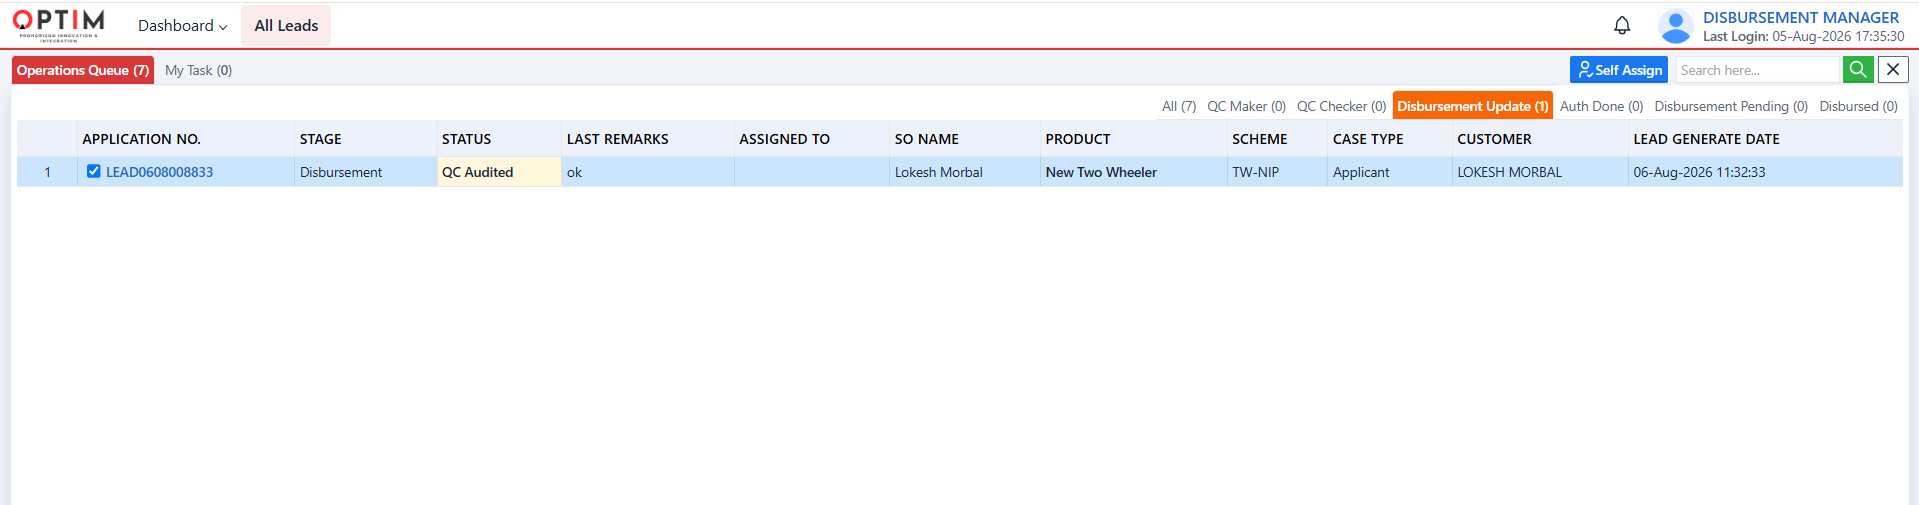 OPTIM
PROHORIZON INNOVATION & INTEGRATION
Dashboard
All Leads
DISBURSEMENT MANAGER
Last Login: 05-Aug-2026 17:35:30
Operations Queue (7)
My Task (0)
Self Assign
Search here...
All (7) QC Maker (0) QC Checker (0) Disbursement Update (1) Auth Done (0) Disbursement Pending (0) Disbursed (0)
APPLICATION NO. STAGE STATUS LAST REMARKS ASSIGNED TO SO NAME PRODUCT SCHEME CASE TYPE CUSTOMER LEAD GENERATE DATE
1 LEAD0608008833 Disbursement QC Audited ok Lokesh Morbal New Two Wheeler TW-NIP Applicant LOKESH MORBAL 06-Aug-2026 11:32:33